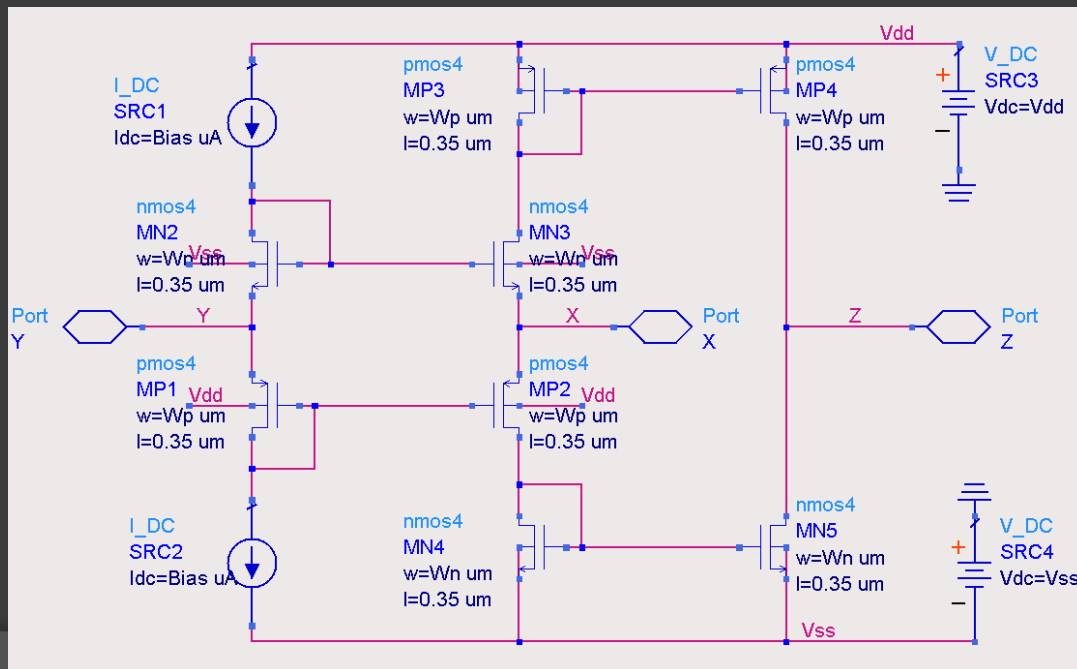 Vdd
pmos4
MP3
w=Wp um
l=0.35 um
pmos4
MP4
w=Wp um
l=0.35 um
V_DC
SRC3
Vdc=Vdd
+
−
I_DC
SRC1
Idc=Bias uA
nmos4
MN2
Vss
w=Wn um
l=0.35 um
nmos4
MN3
Vss
w=Wn um
l=0.35 um
Port
Y
Y
X
Port
X
Z
Port
Z
pmos4
MP1
Vdd
w=Wp um
l=0.35 um
pmos4
MP2
Vdd
w=Wp um
l=0.35 um
I_DC
SRC2
Idc=Bias uA
nmos4
MN4
w=Wn um
l=0.35 um
nmos4
MN5
w=Wn um
l=0.35 um
V_DC
SRC4
Vdc=Vss
+
−
Vss